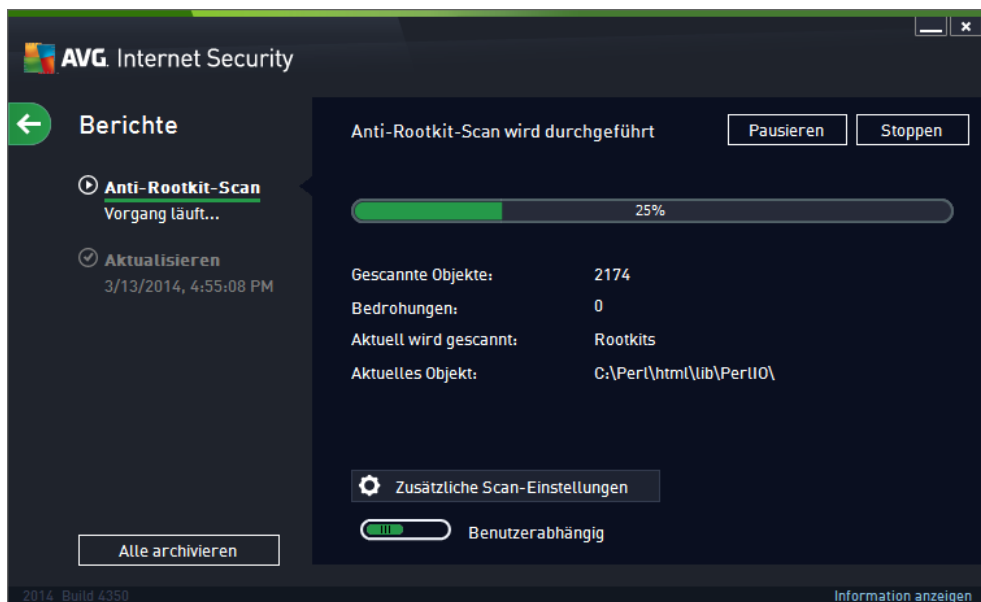 AVG. Internet Security
Berichte
Anti-Rootkit-Scan
Vorgang läuft...
Aktualisieren
3/13/2014, 4:55:08 PM
Alle archivieren
Anti-Rootkit-Scan wird durchgeführt
Pausieren
Stoppen
25%
Gescannte Objekte: 2174
Bedrohungen: 0
Aktuell wird gescannt: Rootkits
Aktuelles Objekt: C:\Perl\html\lib\PerlIO\
Zusätzliche Scan-Einstellungen
Benutzerabhängig
2014 Build 4350
Information anzeigen